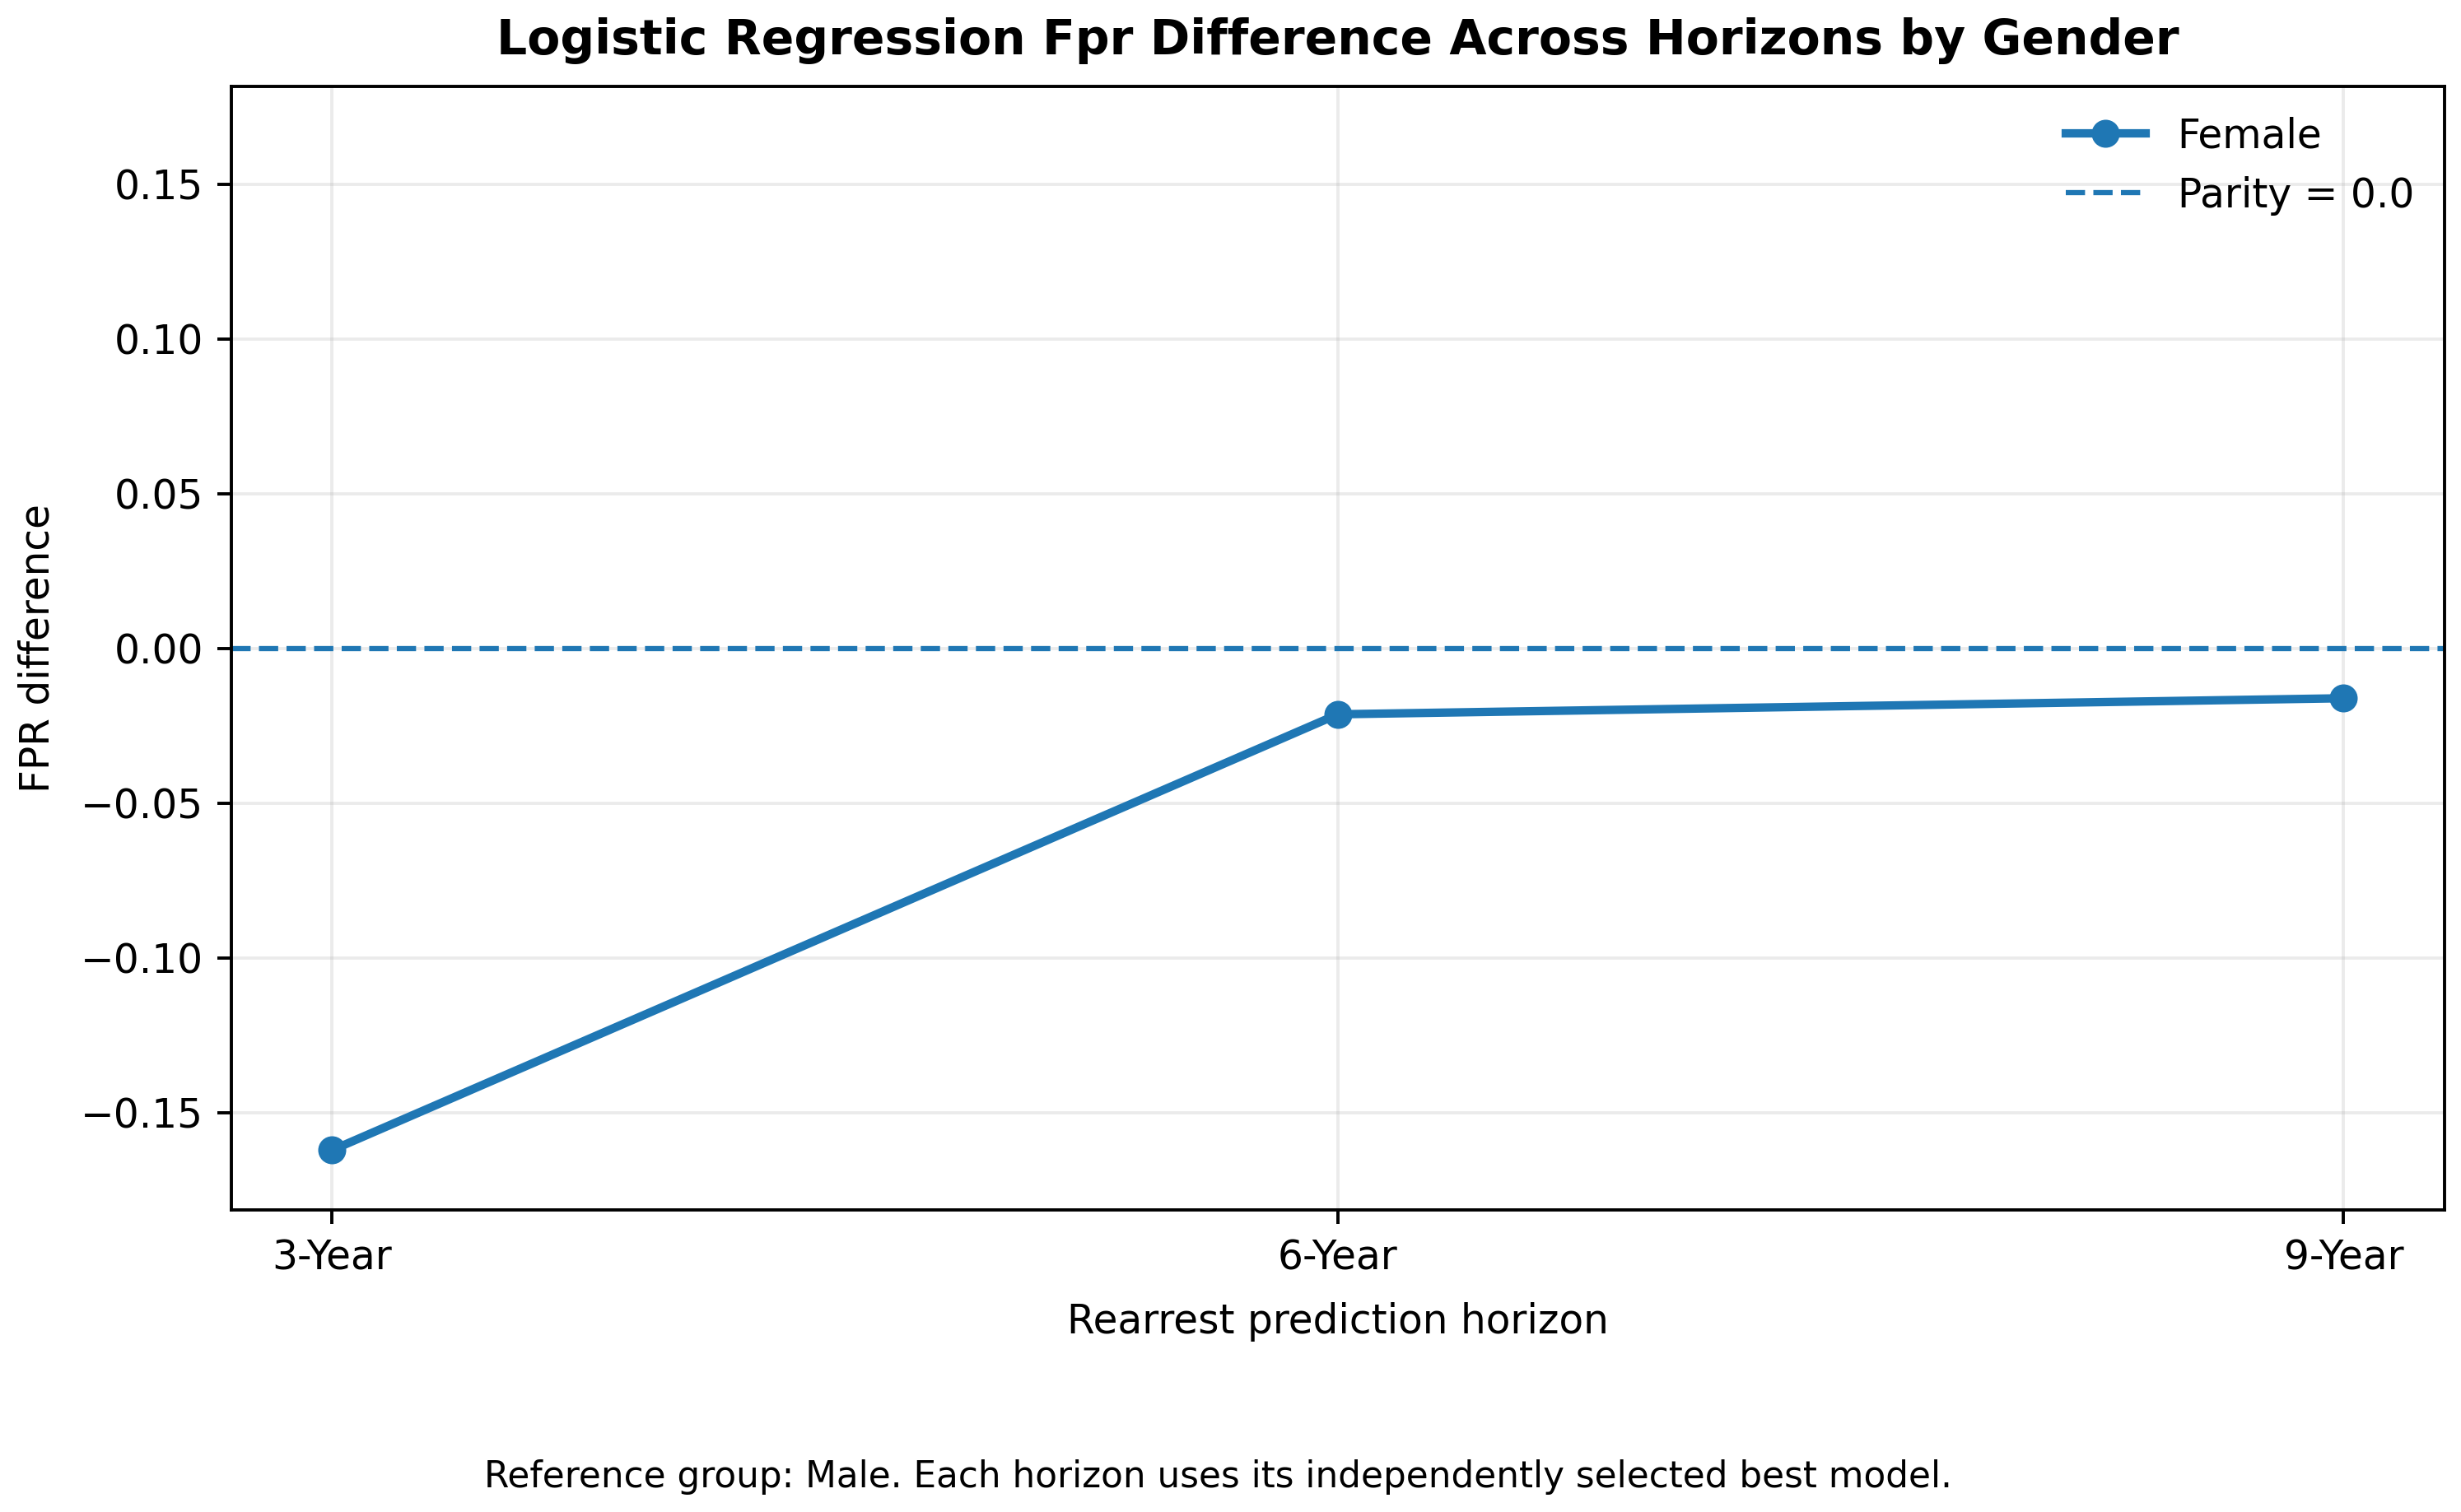 Logistic Regression Fpr Difference Across Horizons by Gender
Female
Parity = 0.0
FPR difference
0.15
0.10
0.05
0.00
−0.05
−0.10
−0.15
3-Year
6-Year
9-Year
Rearrest prediction horizon
Reference group: Male. Each horizon uses its independently selected best model.